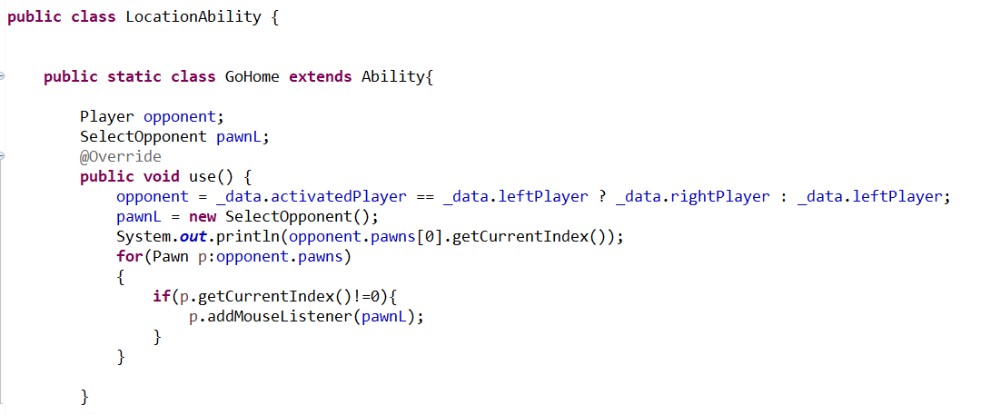 public class LocationAbility {
public static class GoHome extends Ability{
Player opponent;
SelectOpponent pawnL;
@Override
public void use() {
opponent = _data.activatedPlayer == _data.leftPlayer ? _data.rightPlayer : _data.leftPlayer;
pawnL = new SelectOpponent();
System.out.println(opponent.pawns[0].getCurrentIndex());
for(Pawn p:opponent.pawns)
{
if(p.getCurrentIndex()!=0){
p.addMouseListener(pawnL);
}
}
}